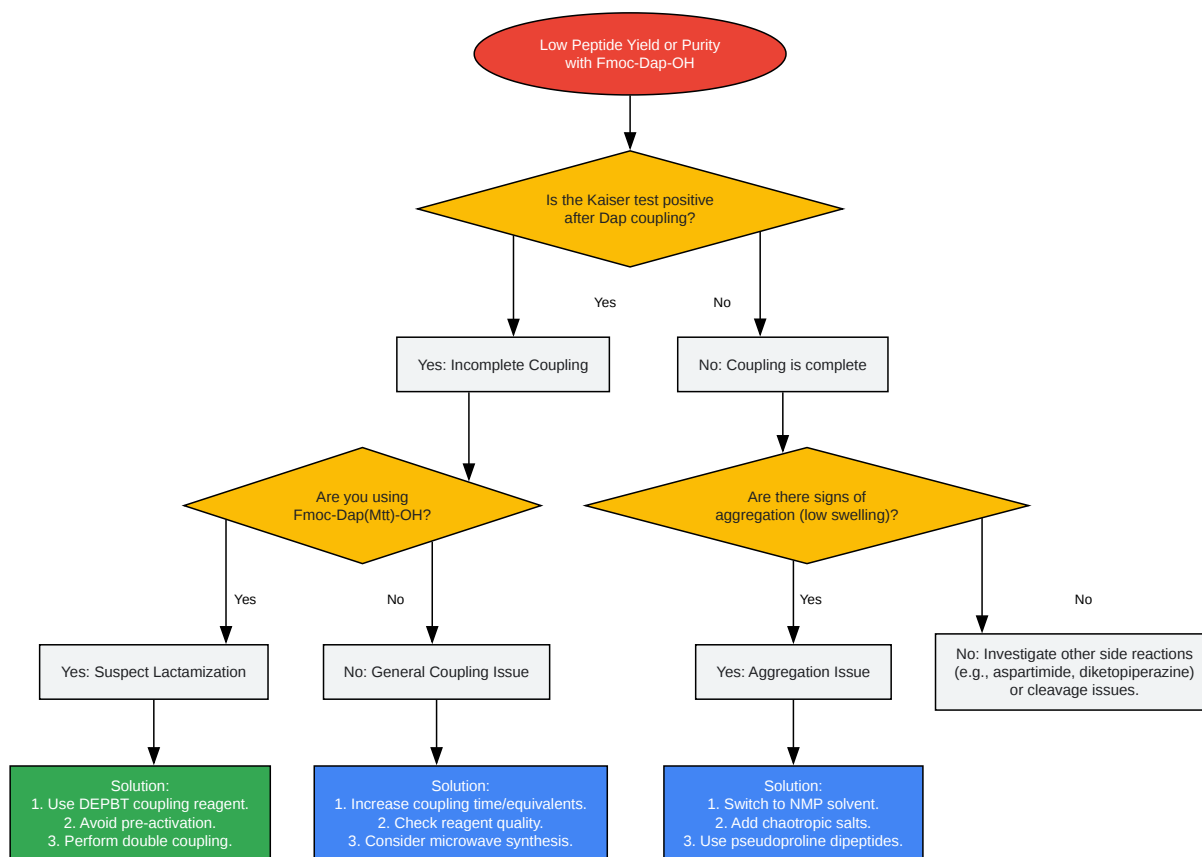 Low Peptide Yield or Purity
with Fmoc-Dap-OH
Is the Kaiser test positive
after Dap coupling?
Yes
No
Yes: Incomplete Coupling
No: Coupling is complete
Are you using
Fmoc-Dap(Mtt)-OH?
Are there signs of
aggregation (low swelling)?
Yes
No
Yes
No
Yes: Suspect Lactamization
No: General Coupling Issue
Yes: Aggregation Issue
No: Investigate other side reactions
(e.g., aspartimide, diketopiperazine)
or cleavage issues.
Solution:
1. Use DEPBT coupling reagent.
2. Avoid pre-activation.
3. Perform double coupling.
Solution:
1. Increase coupling time/equivalents.
2. Check reagent quality.
3. Consider microwave synthesis.
Solution:
1. Switch to NMP solvent.
2. Add chaotropic salts.
3. Use pseudoproline dipeptides.